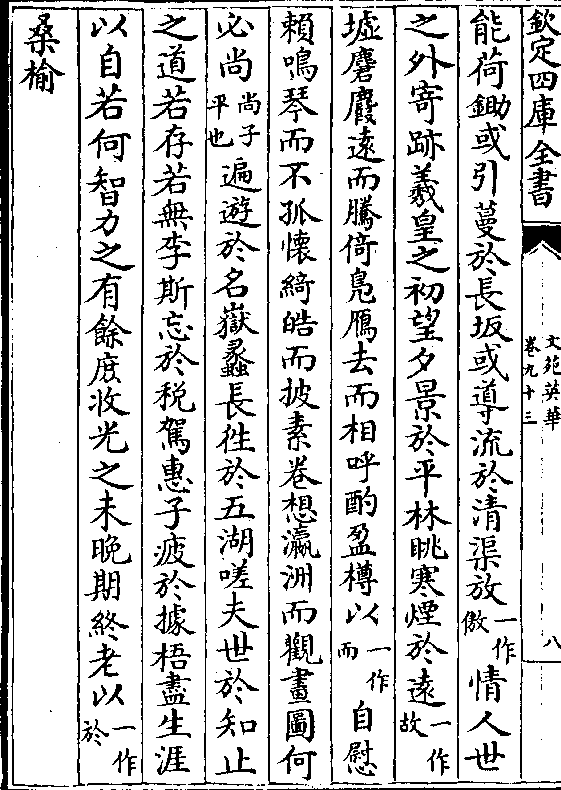 欽定四庫全書
文苑英華
卷九十三
八
能荷鋤或引蔓於長坂或導流於清渠放一作傲情人世
之外寄跡羲皇之初望夕景於平林眺寒煙於遠一作故
墟麏麚遠而騰倚鳧鴈去而相呼酌盈樽以一作而自慰
賴鳴琴而不孤懷綺皓而披素卷想瀛洲而觀畫圖何
必尚尚子平也遍遊於名嶽蠡長徃於五湖嗟夫世於知止
之道若存若無李斯忘於税駕惠子疲於據梧盡生涯
以自若何智力之有餘庻收光之未晚期終老以一作於
桑榆